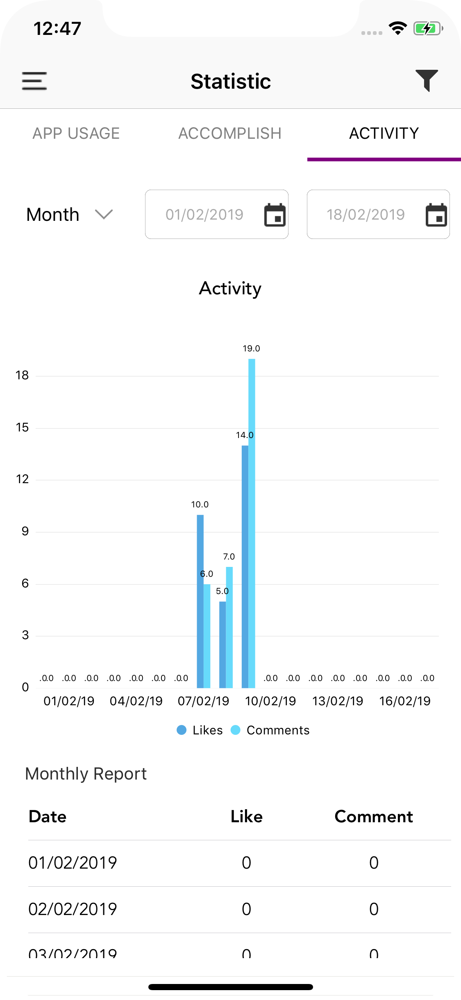 12:47
Statistic
APP USAGE ACCOMPLISH ACTIVITY
Month 01/02/2019 18/02/2019
Activity
19.0
18
15
14.0
12
10.0
9
7.0
6.0
6
5.0
3
.0.0 .0.0 .0.0 .0.0 .0.0 .0.0 .0.0 .0.0 .0.0 .0.0 .0.0 .0.0 .0.0 .0.0 .0.0
0
01/02/19 04/02/19 07/02/19 10/02/19 13/02/19 16/02/19
Likes Comments
Monthly Report
Date Like Comment
01/02/2019 0 0
02/02/2019 0 0
03/02/2019 0 0